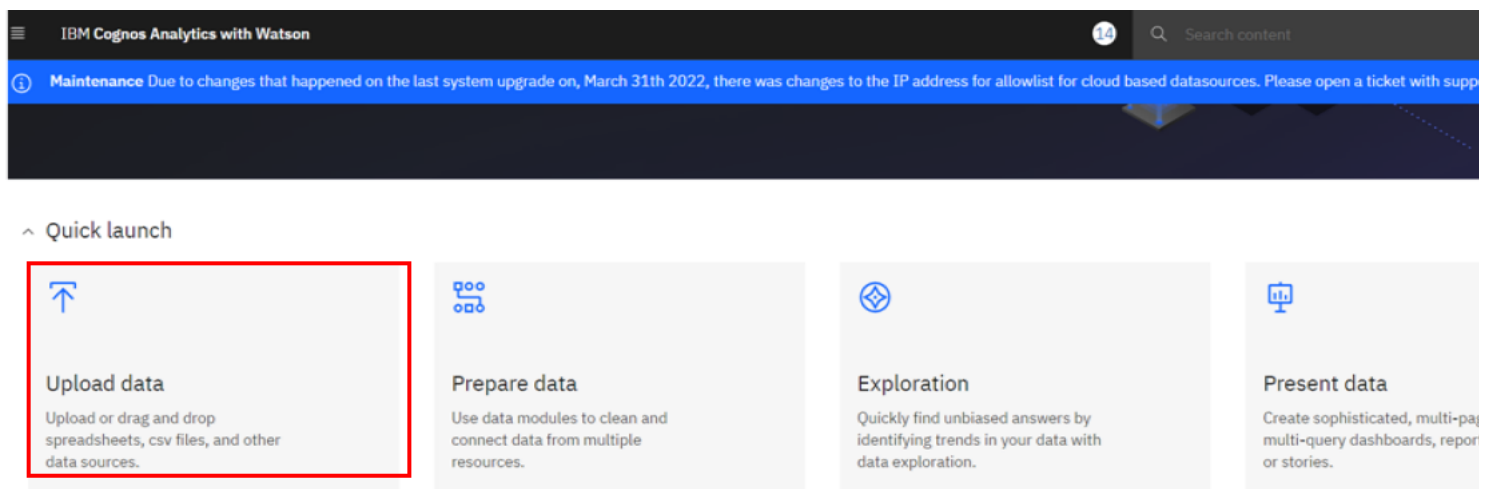 IBM Cognos Analytics with Watson
14
Search content
Maintenance Due to changes that happened on the last system upgrade on, March 31th 2022, there was changes to the IP address for allowlist for cloud based datasources. Please open a ticket with supp
Quick launch
Upload data
Upload or drag and drop
spreadsheets, csv files, and other
data sources.
Prepare data
Use data modules to clean and
connect data from multiple
resources.
Exploration
Quickly find unbiased answers by
identifying trends in your data with
data exploration.
Present data
Create sophisticated, multi-pag
multi-query dashboards, repor
or stories.